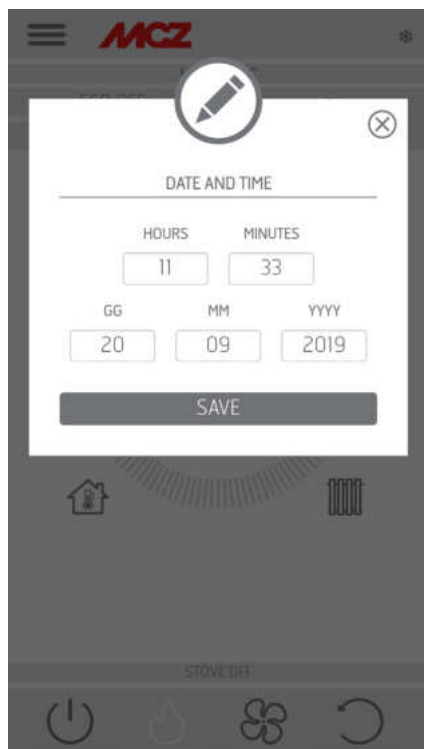 MCZ
DATE AND TIME
HOURS MINUTES
11 33
GG MM YYYY
20 09 2019
SAVE
STOVE OFF